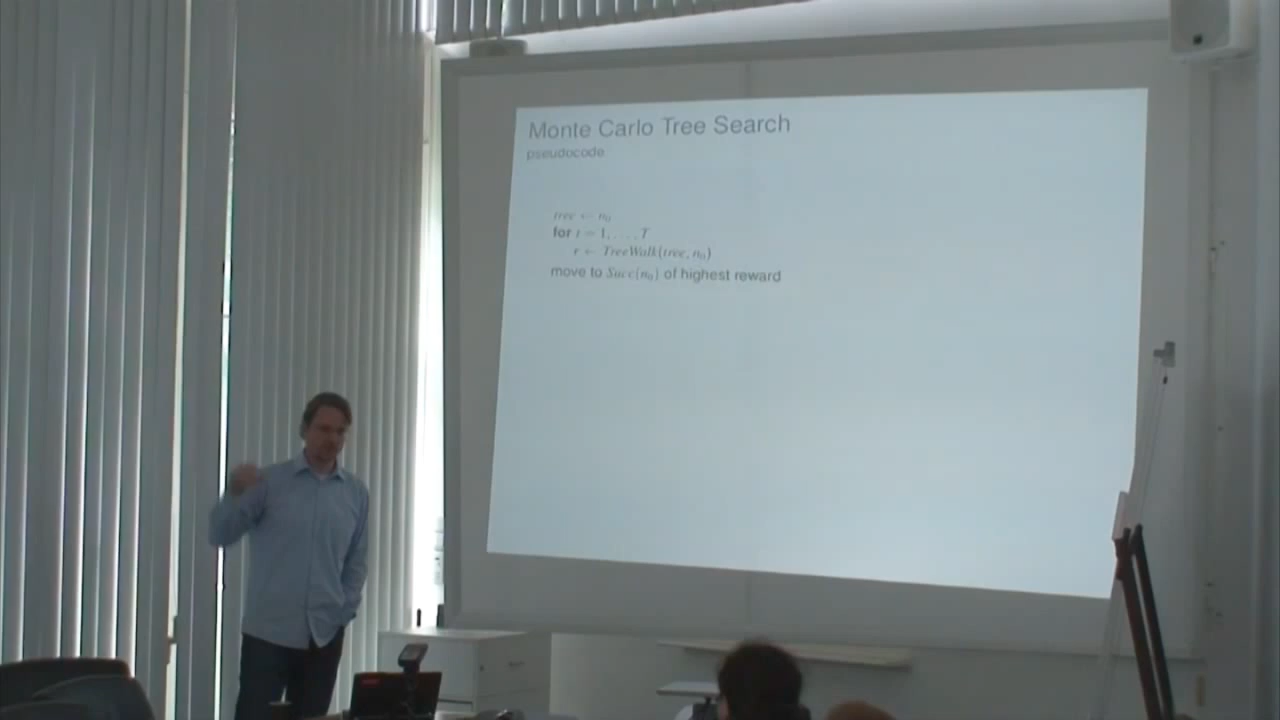 Monte Carlo Tree Search
pseudocode
tree ← n₀
for t = 1, . . . , T
r ← TreeWalk(tree, n₀)
move to Succ(n₀) of highest reward